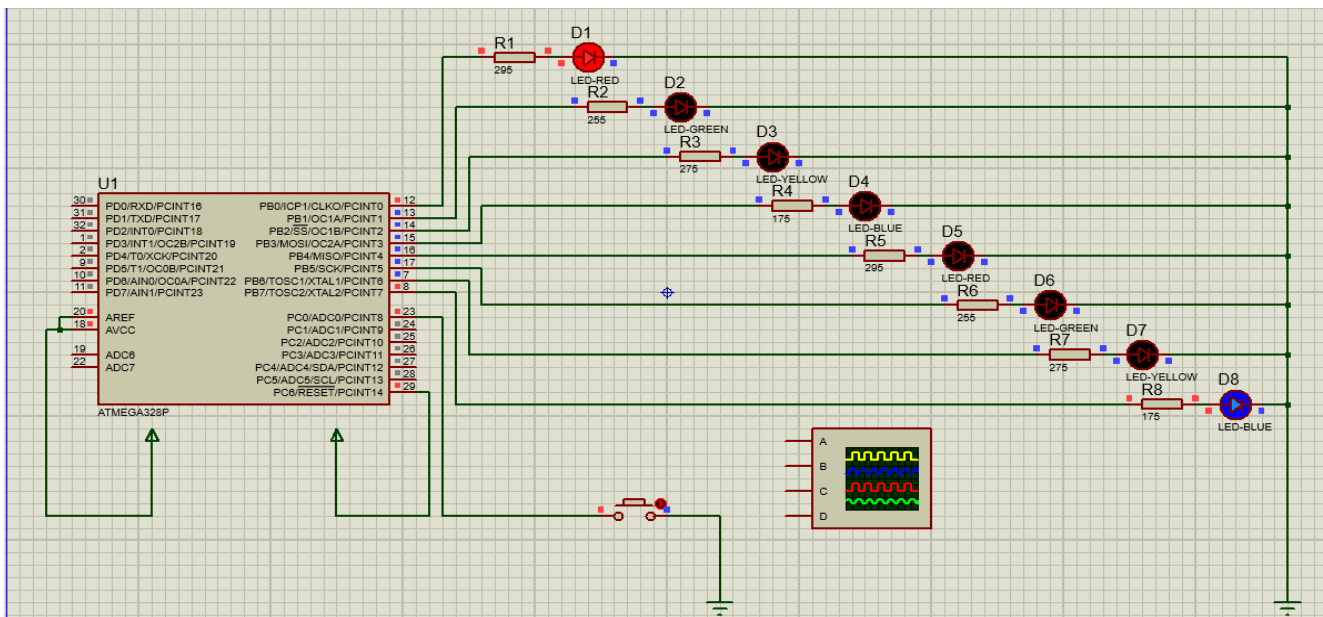 R1
295
D1
LED-RED
R2
255
D2
LED-GREEN
R3
275
D3
LED-YELLOW
R4
175
D4
LED-BLUE
R5
295
D5
LED-RED
R6
255
D6
LED-GREEN
R7
275
D7
LED-YELLOW
R8
175
D8
LED-BLUE
U1
30 PD0/RXD/PCINT16 PB0/ICP1/CLKO/PCINT0 12
31 PD1/TXD/PCINT17 PB1/OC1A/PCINT1 13
32 PD2/INT0/PCINT18 PB2/SS/OC1B/PCINT2 14
1 PD3/INT1/OC2B/PCINT19 PB3/MOSI/OC2A/PCINT3 15
2 PD4/T0/XCK/PCINT20 PB4/MISO/PCINT4 16
9 PD5/T1/OC0B/PCINT21 PB5/SCK/PCINT5 17
10 PD6/AIN0/OC0A/PCINT22 PB6/TOSC1/XTAL1/PCINT6 7
11 PD7/AIN1/PCINT23 PB7/TOSC2/XTAL2/PCINT7 8
20 AREF PC0/ADC0/PCINT8 23
18 AVCC PC1/ADC1/PCINT9 24
PC2/ADC2/PCINT10 25
19 ADC6 PC3/ADC3/PCINT11 26
22 ADC7 PC4/ADC4/SDA/PCINT12 27
PC5/ADC5/SCL/PCINT13 28
PC6/RESET/PCINT14 29
ATMEGA328P
A
B
C
D